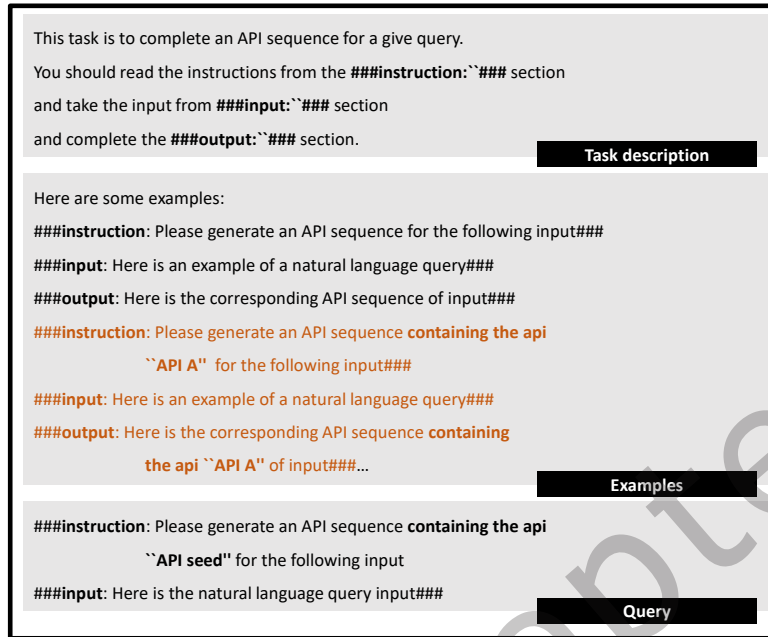 This task is to complete an API sequence for a give query.
You should read the instructions from the ###instruction:``### section
and take the input from ###input:``### section
and complete the ###output:``### section.
Task description
Here are some examples:
###instruction: Please generate an API sequence for the following input###
###input: Here is an example of a natural language query###
###output: Here is the corresponding API sequence of input###
###instruction: Please generate an API sequence containing the api
``API A'' for the following input###
###input: Here is an example of a natural language query###
###output: Here is the corresponding API sequence containing
the api ``API A'' of input###...
Examples
###instruction: Please generate an API sequence containing the api
``API seed'' for the following input
###input: Here is the natural language query input###
Query